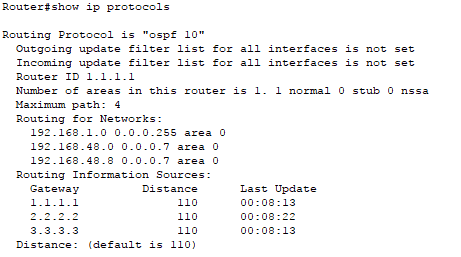 Router#show ip protocols
Routing Protocol is "ospf 10"
Outgoing update filter list for all interfaces is not set
Incoming update filter list for all interfaces is not set
Router ID 1.1.1.1
Number of areas in this router is 1. 1 normal 0 stub 0 nssa
Maximum path: 4
Routing for Networks:
192.168.1.0 0.0.0.255 area 0
192.168.48.0 0.0.0.7 area 0
192.168.48.8 0.0.0.7 area 0
Routing Information Sources:
Gateway Distance Last Update
1.1.1.1 110 00:08:13
2.2.2.2 110 00:08:22
3.3.3.3 110 00:08:13
Distance: (default is 110)